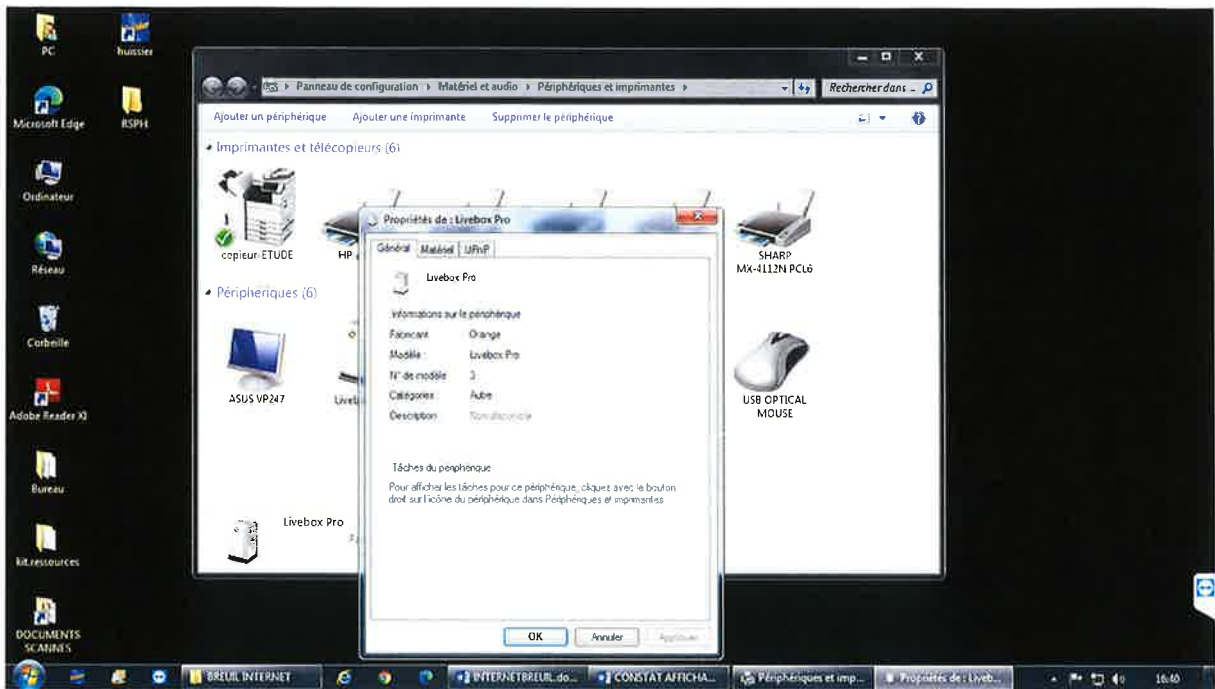 PC
huissier
Microsoft Edge
RSPH
Ordinateur
Réseau
Corbeille
Adobe Reader XI
Bureau
kit.ressources
DOCUMENTS
SCANNES
Panneau de configuration
Matériel et audio
Périphériques et imprimantes
Rechercher dans
Ajouter un périphérique
Ajouter une imprimante
Supprimer le périphérique
Imprimantes et télécopieurs (6)
copieur-ETUDE
HP
SHARP
MX-4112N PCL6
Périphériques (6)
ASUS VP247
USB OPTICAL
MOUSE
Livebox Pro
Propriétés de : Livebox Pro
Général
Matériel
UPnP
Livebox Pro
Informations sur le périphérique
Fabricant Orange
Modèle Livebox Pro
N° de modèle 3
Catégories Autre
Description Non disponible
Tâches du périphérique
Pour afficher les tâches pour ce périphérique, cliquez avec le bouton
droit sur l'icône du périphérique dans Périphériques et imprimantes
OK
Annuler
Appliquer
BREUIL INTERNET
INTERNETBREUIL.do...
CONSTAT AFFICHA...
Périphériques et imp...
Propriétés de : Liveb...
16:40